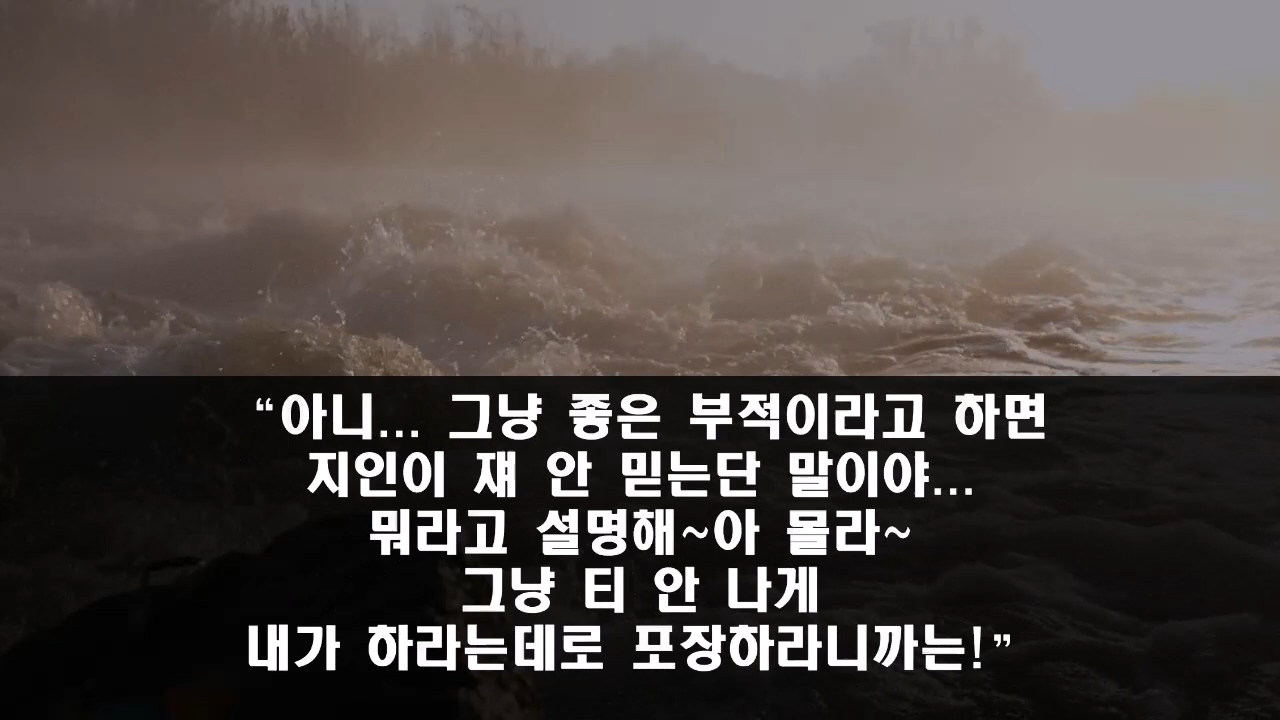 “아니... 그냥 좋은 부적이라고 하면
지인이 쟤 안 믿는단 말이야...
뭐라고 설명해~아 몰라~
그냥 티 안 나게
내가 하라는데로 포장하라니까는!”